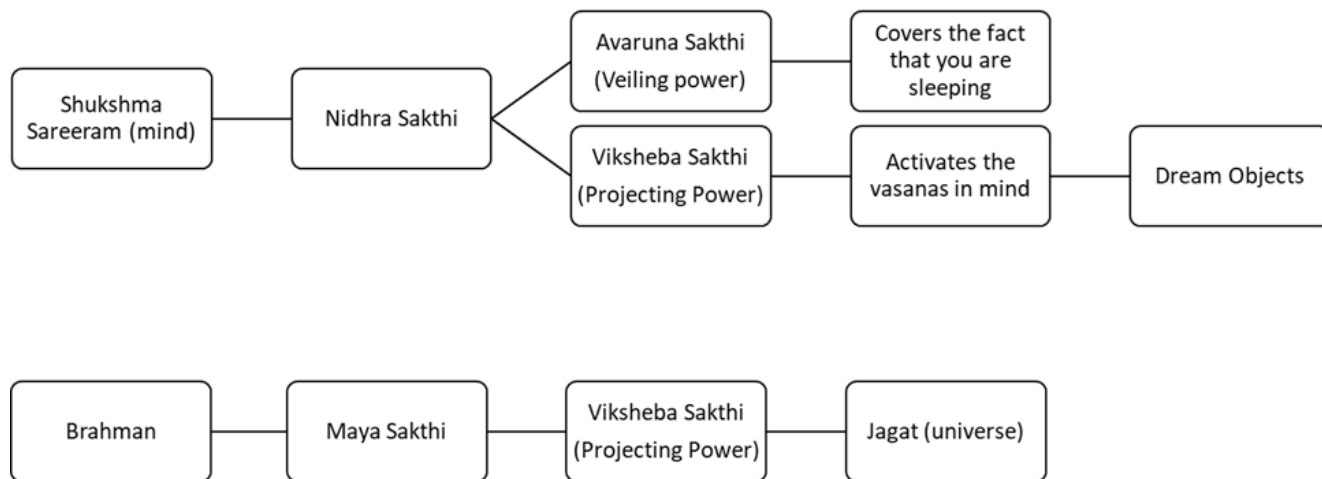 Shukshma
Sareeram (mind)
Nidhra Sakthi
Avaruna Sakthi
(Veiling power)
Covers the fact
that you are
sleeping
Viksheba Sakthi
(Projecting Power)
Activates the
vasanas in mind
Dream Objects
Brahman
Maya Sakthi
Viksheba Sakthi
(Projecting Power)
Jagat (universe)